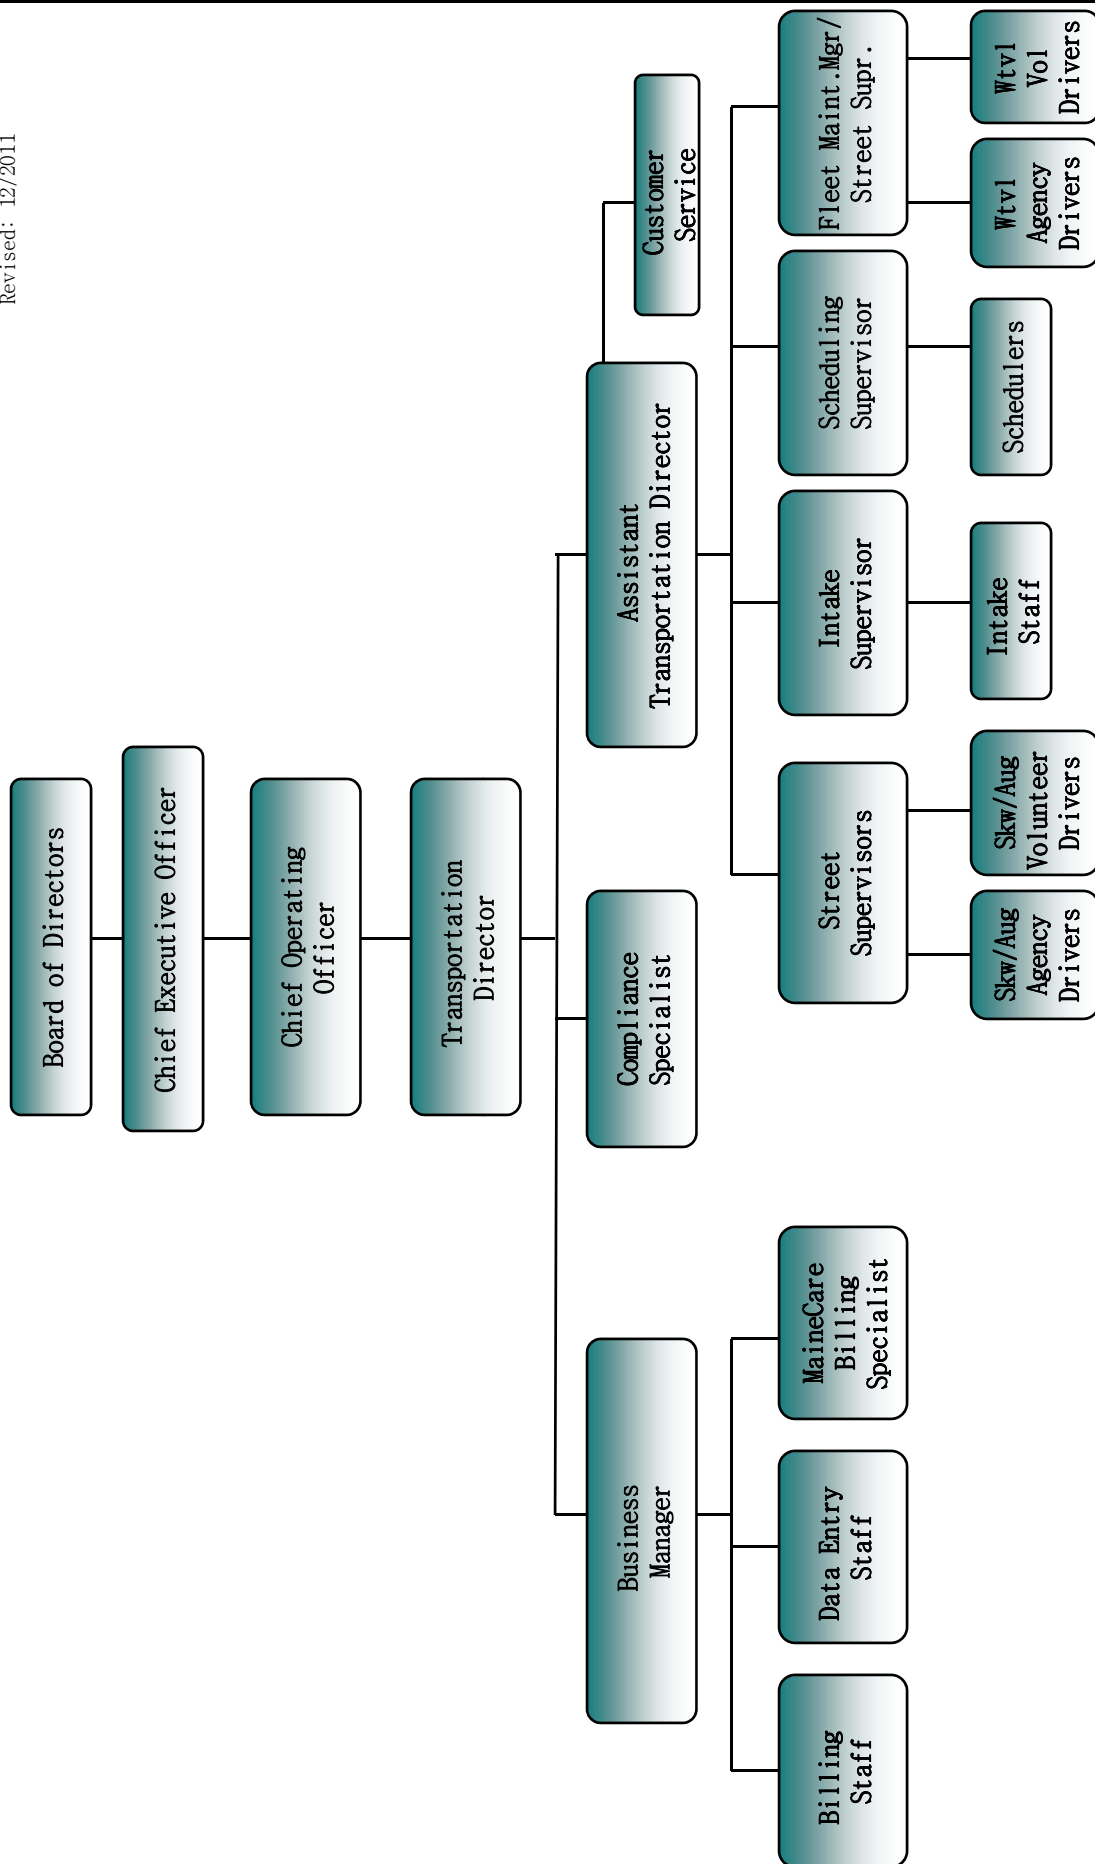 Revised: 12/2011
Board of Directors
Chief Executive Officer
Chief Operating
Officer
Transportation
Director
Business
Manager
Compliance
Specialist
Assistant
Transportation Director
Customer
Service
Billing
Staff
Data Entry
Staff
MaineCare
Billing
Specialist
Street
Supervisors
Intake
Supervisor
Scheduling
Supervisor
Fleet Maint.Mgr/
Street Supr.
Skw/Aug
Agency
Drivers
Skw/Aug
Volunteer
Drivers
Intake
Staff
Schedulers
Wtvl
Agency
Drivers
Wtvl
Vol
Drivers